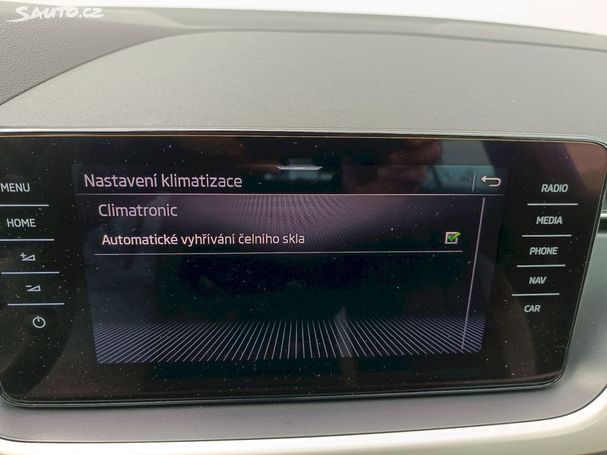 SAUTO.CZ
Nastavení klimatizace
Climatronic
Automatické vyhřívání čelního skla
MENU
HOME
RADIO
MEDIA
PHONE
NAV
CAR